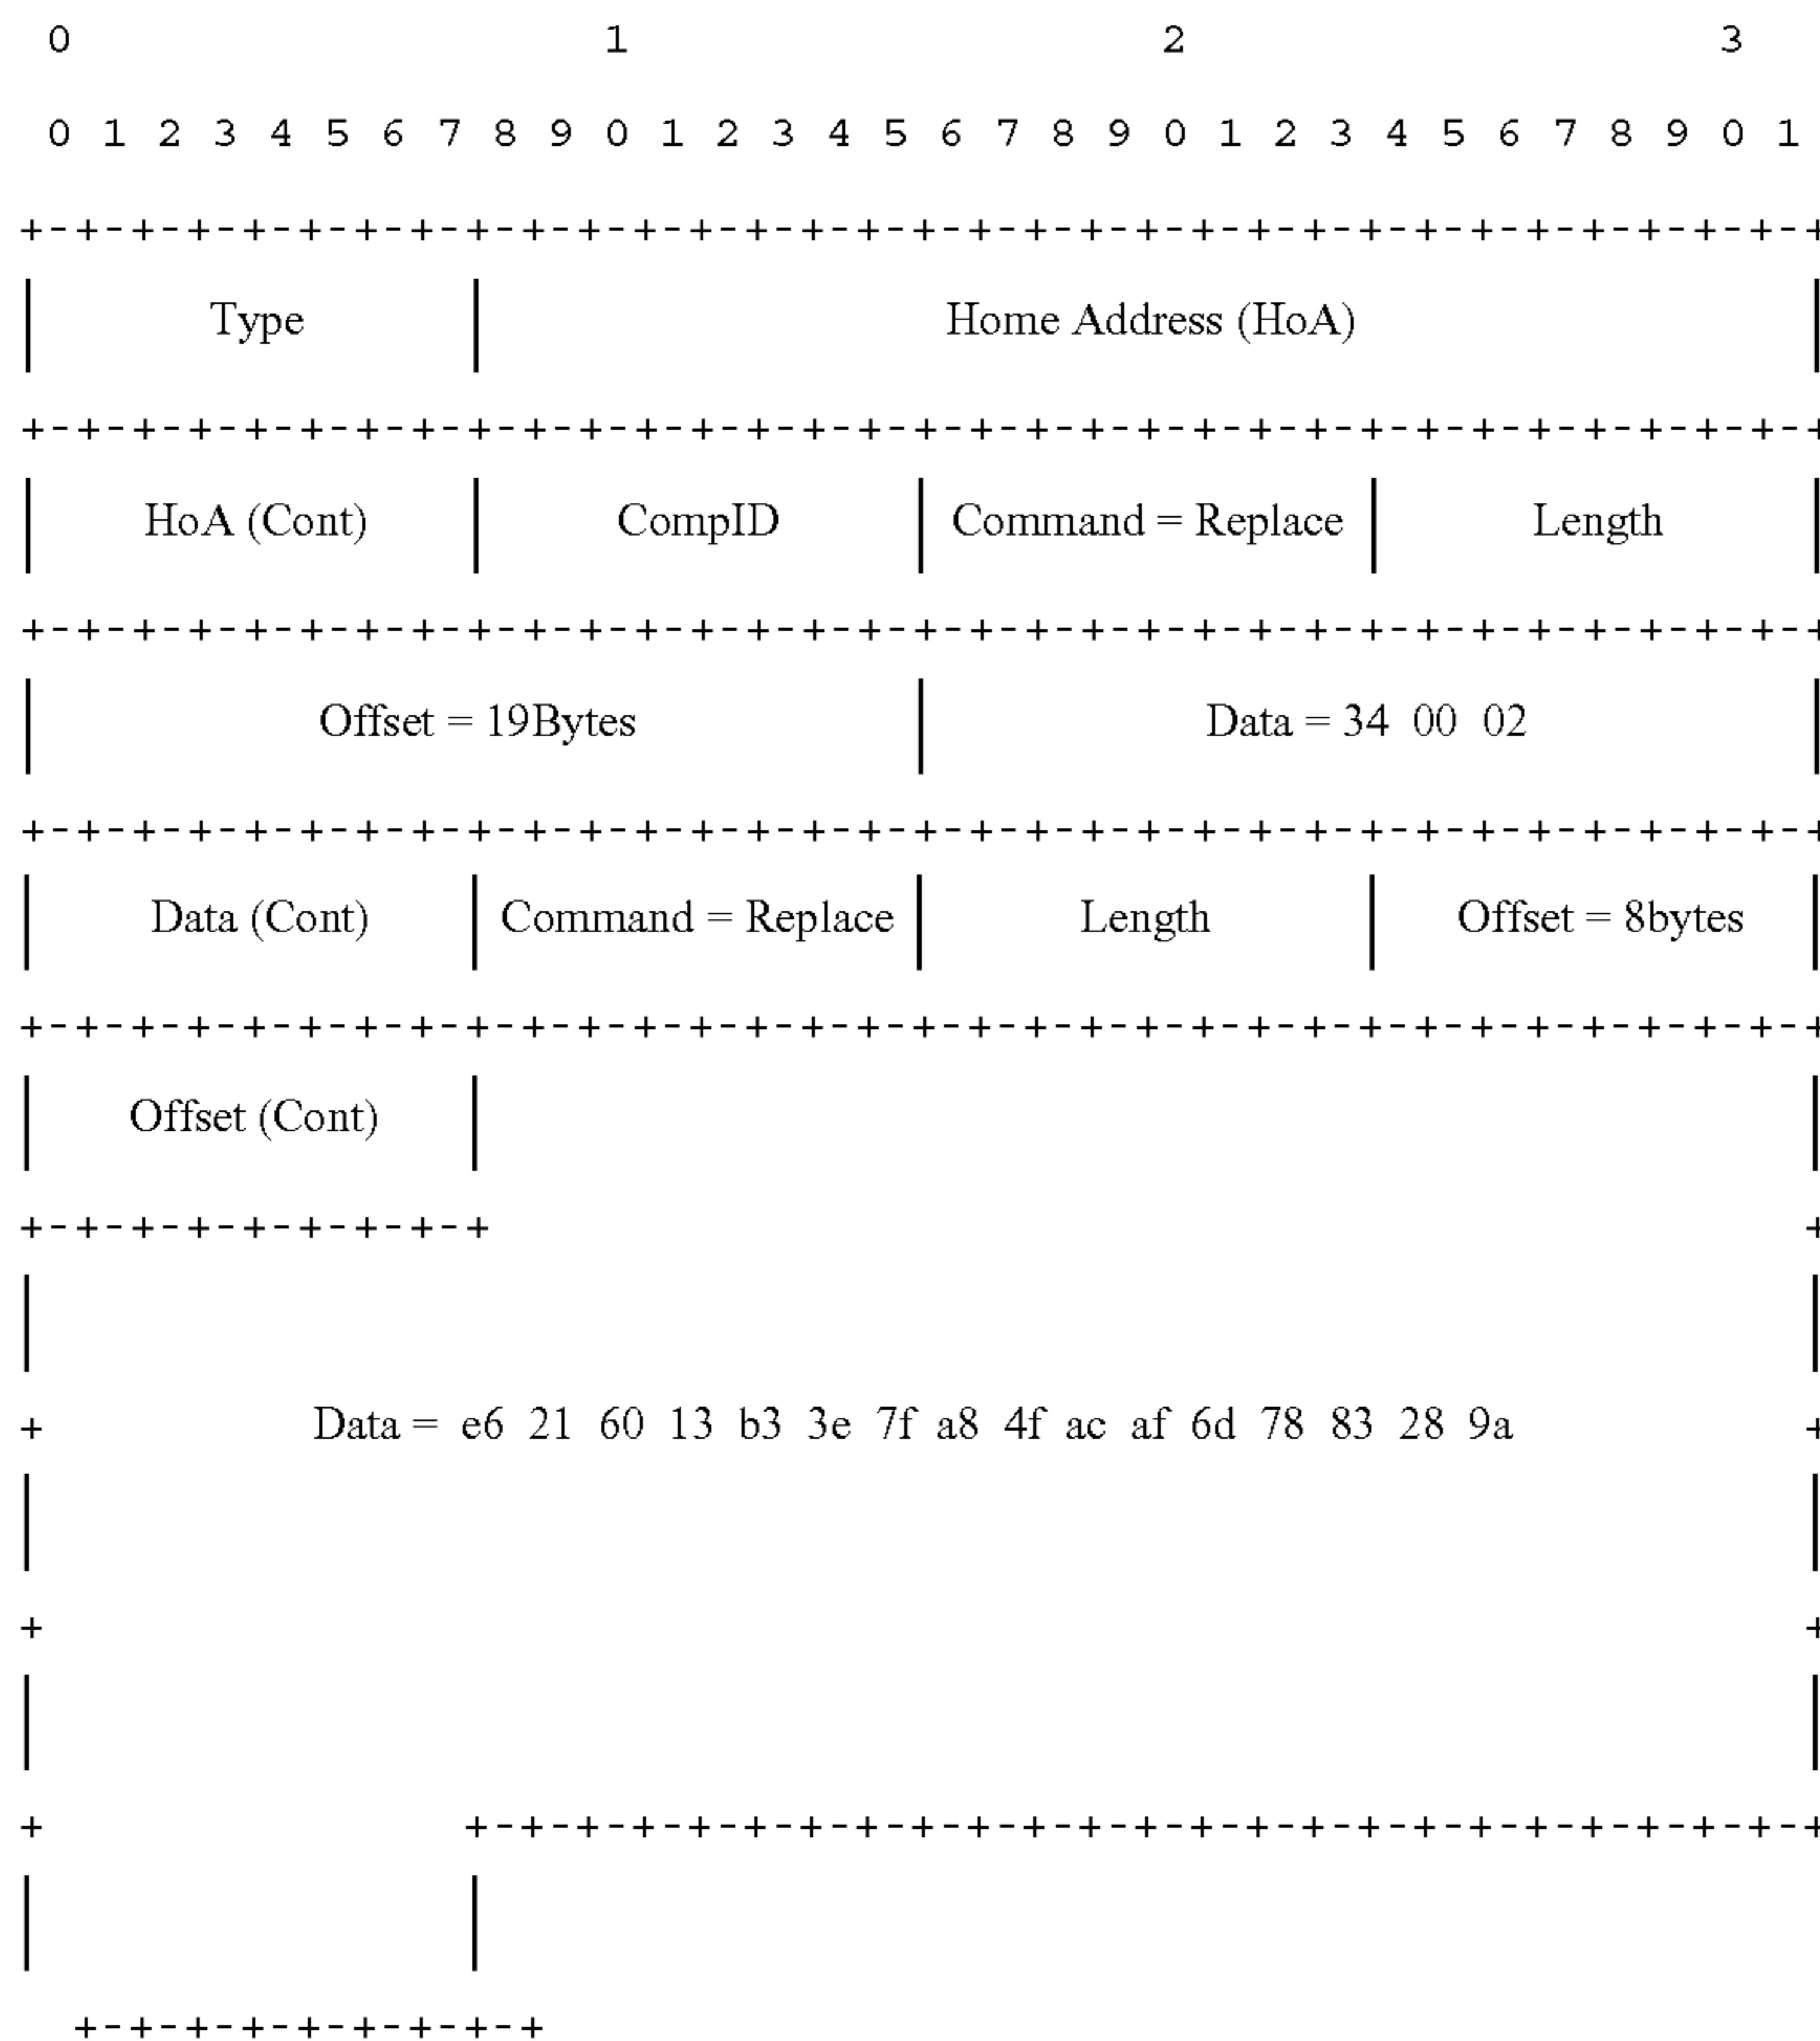 0 1 2 3
0 1 2 3 4 5 6 7 8 9 0 1 2 3 4 5 6 7 8 9 0 1 2 3 4 5 6 7 8 9 0 1
+-+-+-+-+-+-+-+-+-+-+-+-+-+-+-+-+-+-+-+-+-+-+-+-+-+-+-+-+-+-+-+-+
| Type | Home Address (HoA) |
+-+-+-+-+-+-+-+-+-+-+-+-+-+-+-+-+-+-+-+-+-+-+-+-+-+-+-+-+-+-+-+-+
| HoA (Cont) | CompID | Command = Replace | Length |
+-+-+-+-+-+-+-+-+-+-+-+-+-+-+-+-+-+-+-+-+-+-+-+-+-+-+-+-+-+-+-+-+
| Offset = 19Bytes | Data = 34 00 02 |
+-+-+-+-+-+-+-+-+-+-+-+-+-+-+-+-+-+-+-+-+-+-+-+-+-+-+-+-+-+-+-+-+
| Data (Cont) | Command = Replace | Length | Offset = 8bytes |
+-+-+-+-+-+-+-+-+-+-+-+-+-+-+-+-+-+-+-+-+-+-+-+-+-+-+-+-+-+-+-+-+
| Offset (Cont) | |
+-+-+-+-+-+-+-+-+ +
| |
+ Data = e6 21 60 13 b3 3e 7f a8 4f ac af 6d 78 83 28 9a +
| |
+ +
| |
+ +-+-+-+-+-+-+-+-+-+-+-+-+-+-+-+-+-+-+-+-+-+-+-+-+
| |
+-+-+-+-+-+-+-+-+